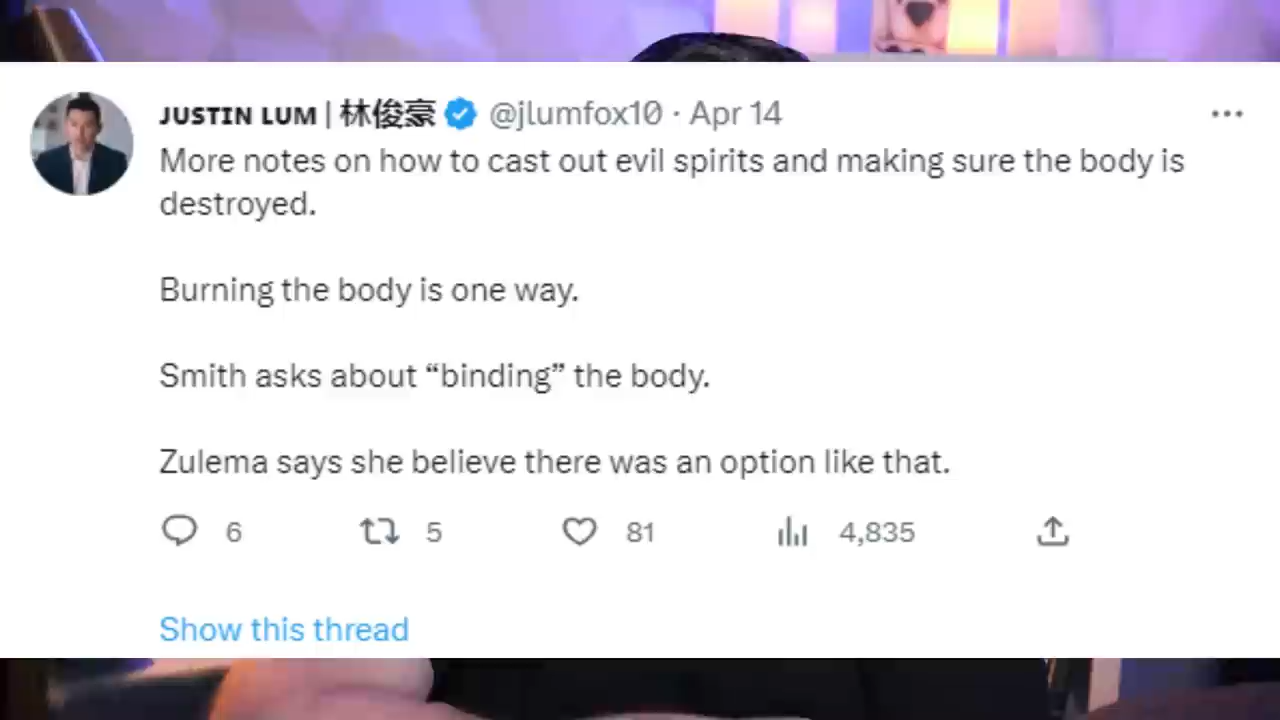 JUSTIN LUM | 林俊豪 @jlumfox10 · Apr 14
More notes on how to cast out evil spirits and making sure the body is
destroyed.
Burning the body is one way.
Smith asks about “binding” the body.
Zulema says she believe there was an option like that.
6 5 81 4,835
Show this thread